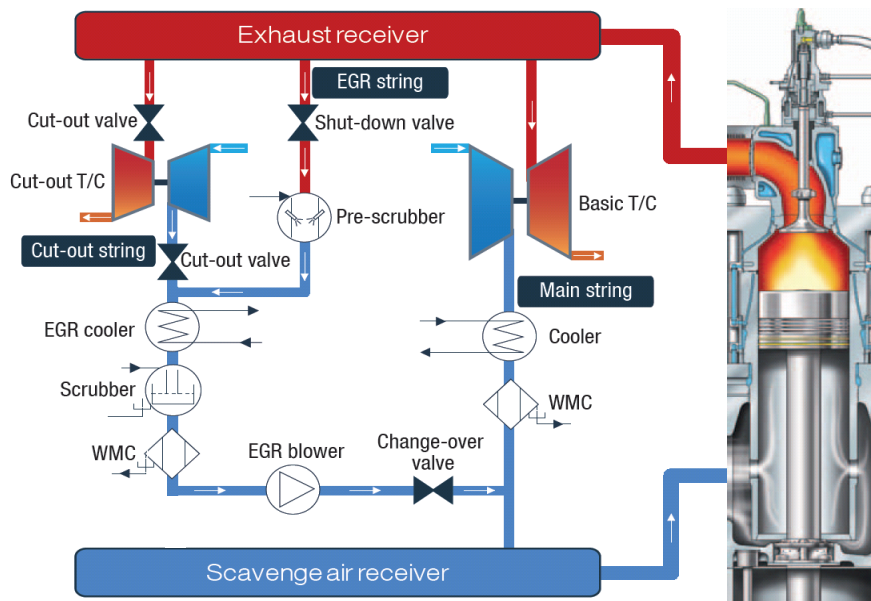 Exhaust receiver
EGR string
Cut-out valve
Shut-down valve
Cut-out T/C
Pre-scrubber
Basic T/C
Cut-out string
Cut-out valve
Main string
EGR cooler
Cooler
Scrubber
WMC
WMC
EGR blower
Change-over
valve
Scavenge air receiver